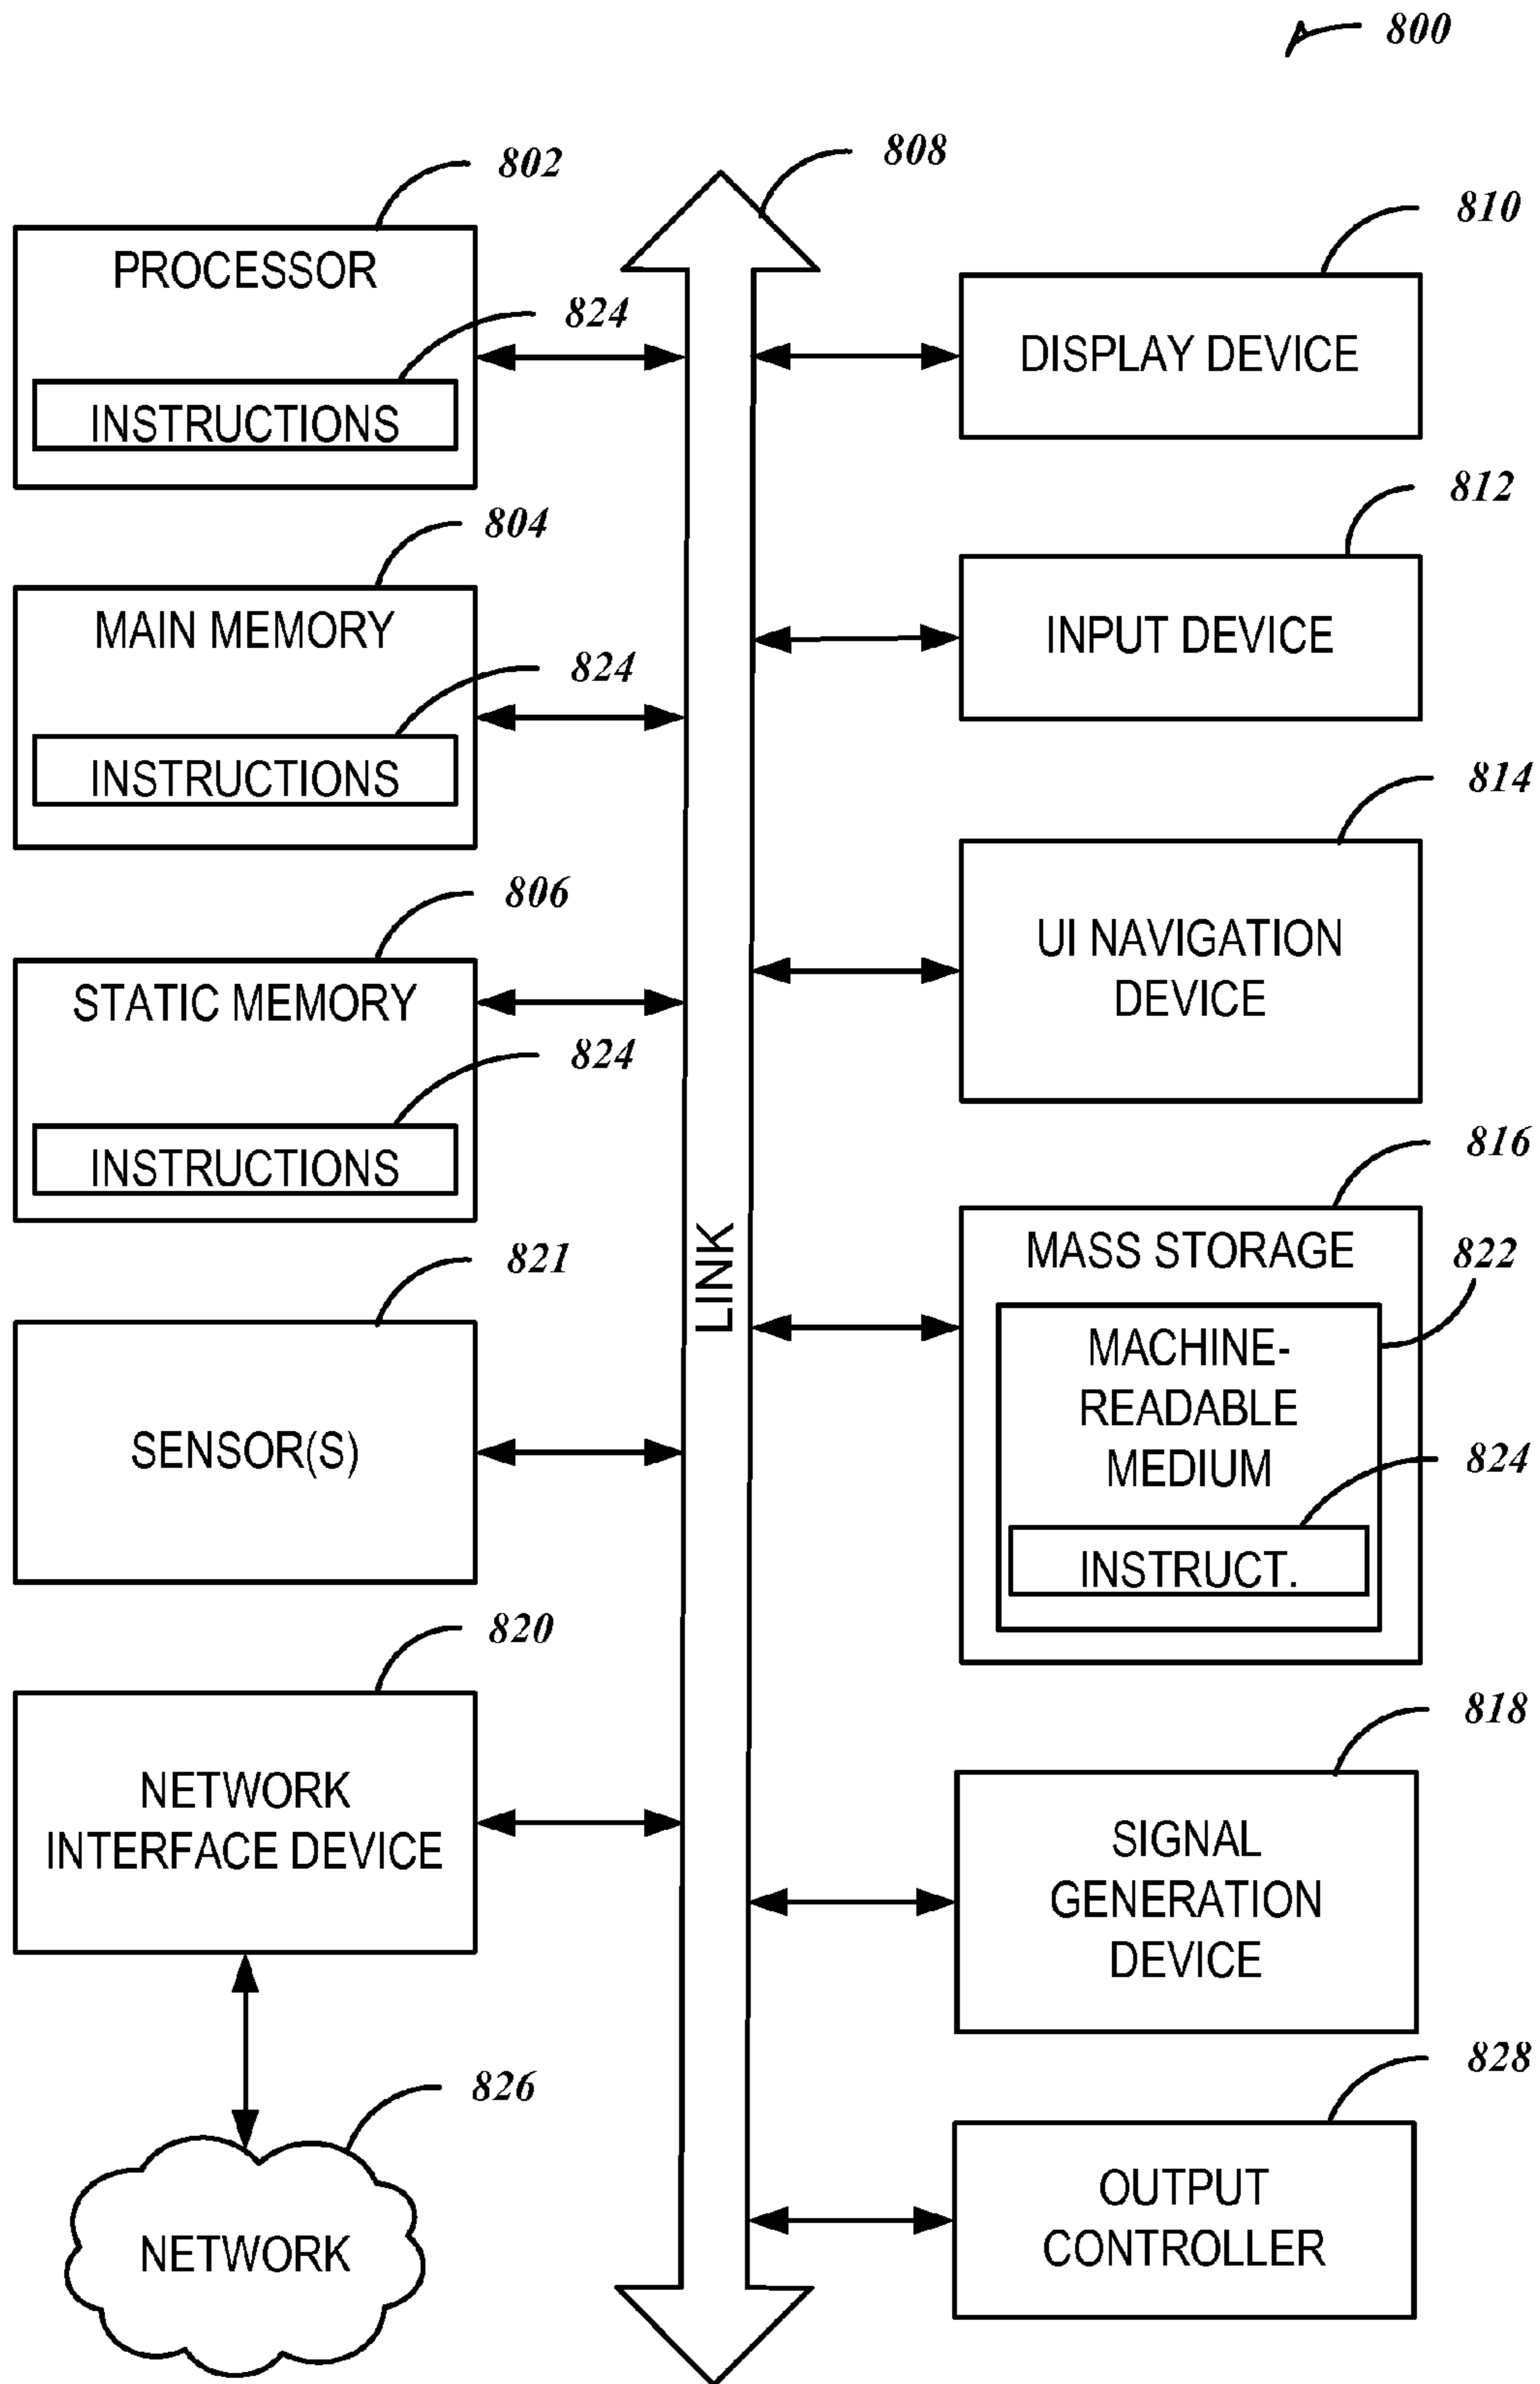 800
808
802
PROCESSOR
824
INSTRUCTIONS
804
MAIN MEMORY
824
INSTRUCTIONS
806
STATIC MEMORY
824
INSTRUCTIONS
821
SENSOR(S)
820
NETWORK
INTERFACE DEVICE
826
NETWORK
LINK
810
DISPLAY DEVICE
812
INPUT DEVICE
814
UI NAVIGATION
DEVICE
816
MASS STORAGE
822
MACHINE-
READABLE
MEDIUM
824
INSTRUCT.
818
SIGNAL
GENERATION
DEVICE
828
OUTPUT
CONTROLLER